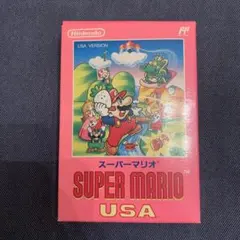 Nintendo
USA VERSION
スーパーマリオ
SUPER MARIO
USA